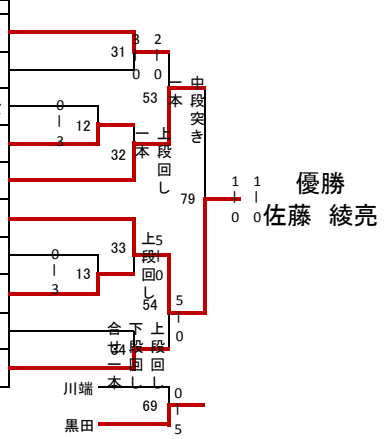 3 2
31
| |
0 0
中段突き
一本
53
0
|
3
12
上段回し
一本
32
79
1 1
| |
0 0
優勝
佐藤 綾亮
33
上段回し
5
|
0
0
|
3
13
54
5
|
0
上段回し
下段回し
合せ一本
34
川端
0
|
5
69
黒田